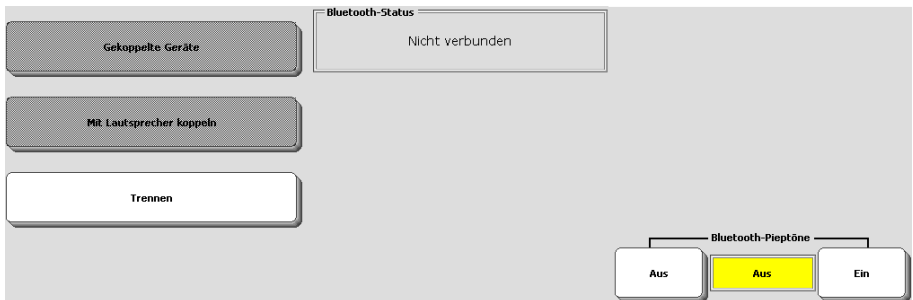 Gekoppelte Geräte
Bluetooth-Status
Nicht verbunden
Mit Lautsprecher koppeln
Trennen
Bluetooth-Pieptöne
Aus
Aus
Ein